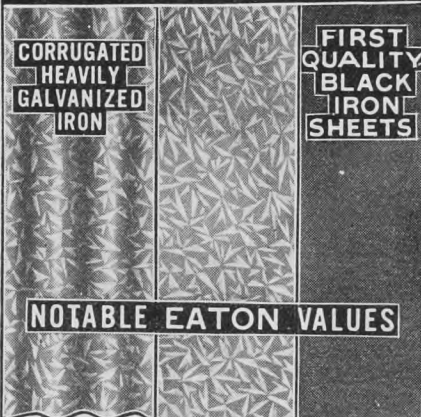 CORRUGATED
HEAVILY
GALVANIZED
IRON
FIRST
QUALITY
BLACK
IRON
SHEETS
NOTABLE EATON VALUES